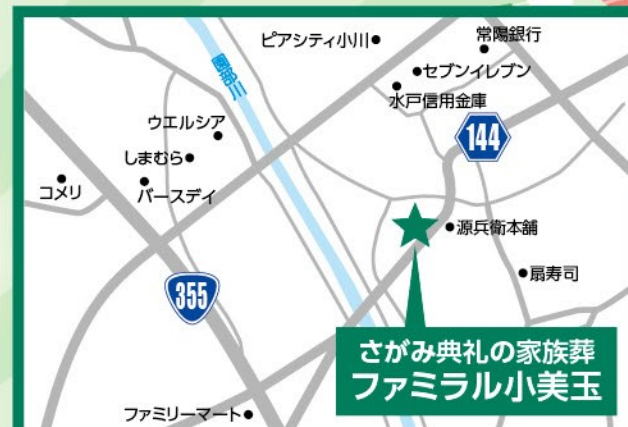 ピアシティ小川
常陽銀行
セブンイレブン
水戸信用金庫
園部川
ウエルシア
144
しまむら
コメリ
バースデイ
源兵衛本舗
扇寿司
355
さがみ典礼の家族葬
ファミラル小美玉
ファミリーマート